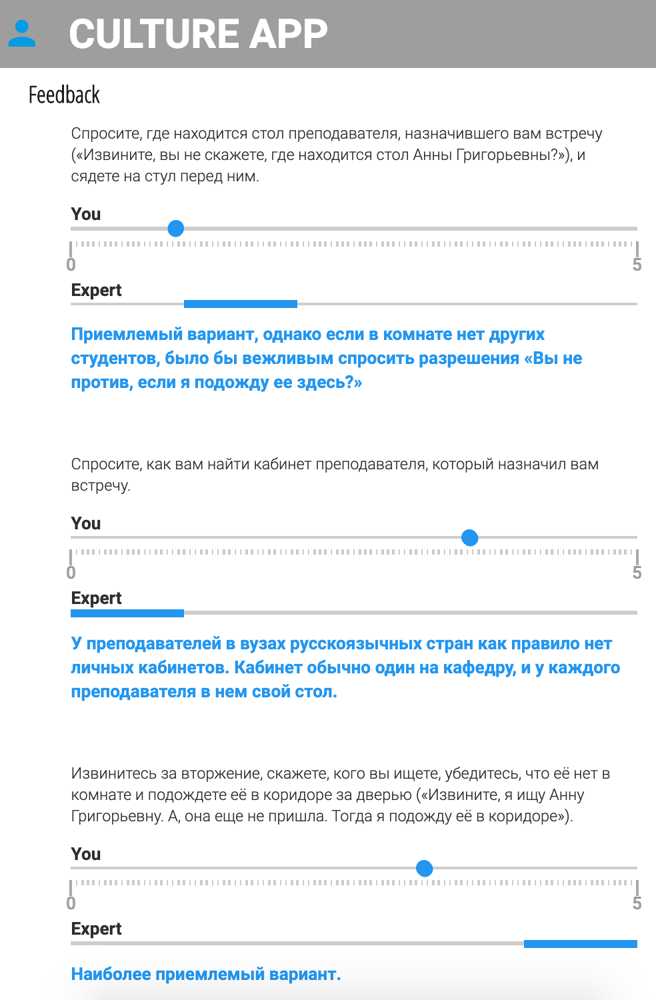 CULTURE APP
Feedback
Спросите, где находится стол преподавателя, назначившего вам встречу
(«Извините, вы не скажете, где находится стол Анны Григорьевны?»), и
сядете на стул перед ним.
You
0 5
Expert
Приемлемый вариант, однако если в комнате нет других
студентов, было бы вежливым спросить разрешения «Вы не
против, если я подожду ее здесь?»
Спросите, как вам найти кабинет преподавателя, который назначил вам
встречу.
You
0 5
Expert
У преподавателей в вузах русскоязычных стран как правило нет
личных кабинетов. Кабинет обычно один на кафедру, и у каждого
преподавателя в нем свой стол.
Извинитесь за вторжение, скажете, кого вы ищете, убедитесь, что её нет в
комнате и подождете её в коридоре за дверью («Извините, я ищу Анну
Григорьевну. А, она еще не пришла. Тогда я подожду её в коридоре»).
You
0 5
Expert
Наиболее приемлемый вариант.